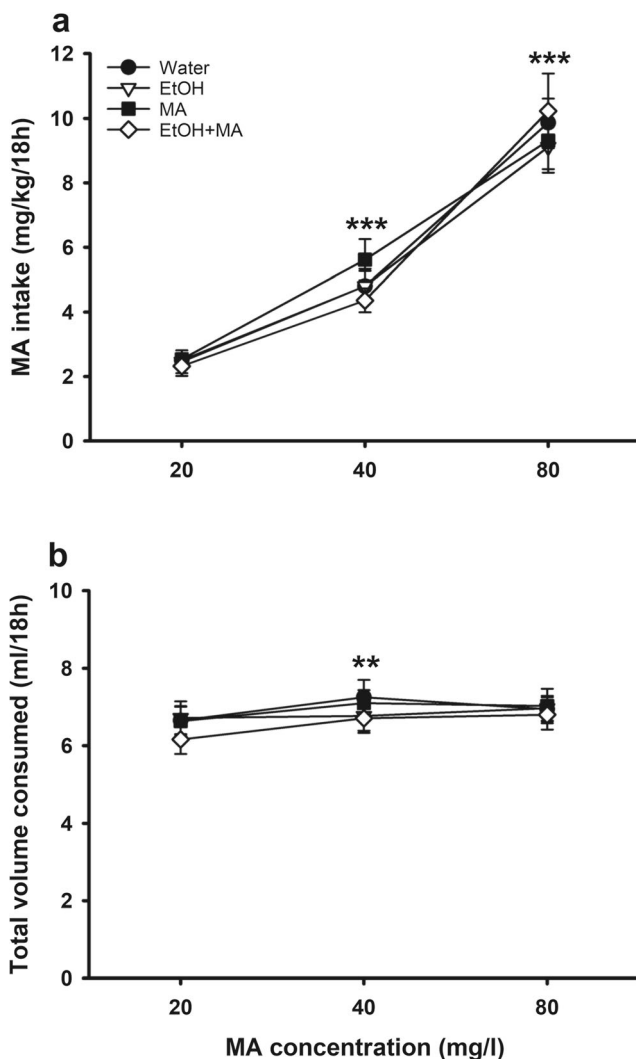 a
MA intake (mg/kg/18h)
12
10
8
6
4
2
0
Water
EtOH
MA
EtOH+MA
***
***
20
40
80
b
Total volume consumed (ml/18h)
10
8
6
4
2
0
**
20
40
80
MA concentration (mg/l)